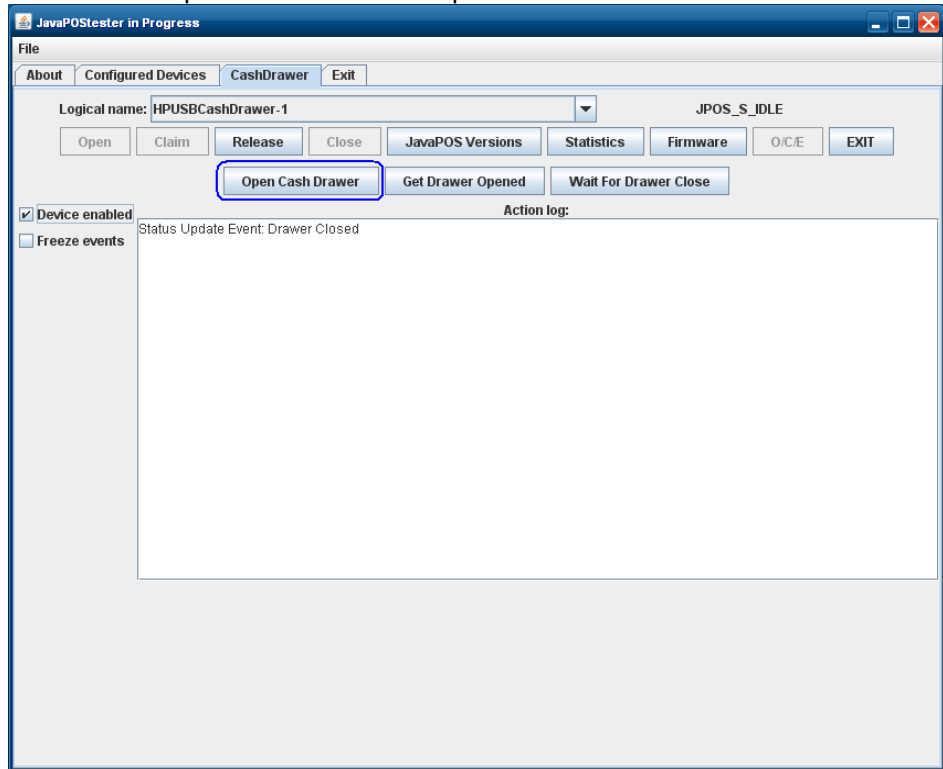 JavaPOStester in Progress
File
About Configured Devices CashDrawer Exit
Logical name: HPUSBCashDrawer-1 JPOS_S_IDLE
Open Claim Release Close JavaPOS Versions Statistics Firmware O/C/E EXIT
Open Cash Drawer Get Drawer Opened Wait For Drawer Close
Device enabled Action log:
Freeze events Status Update Event: Drawer Closed